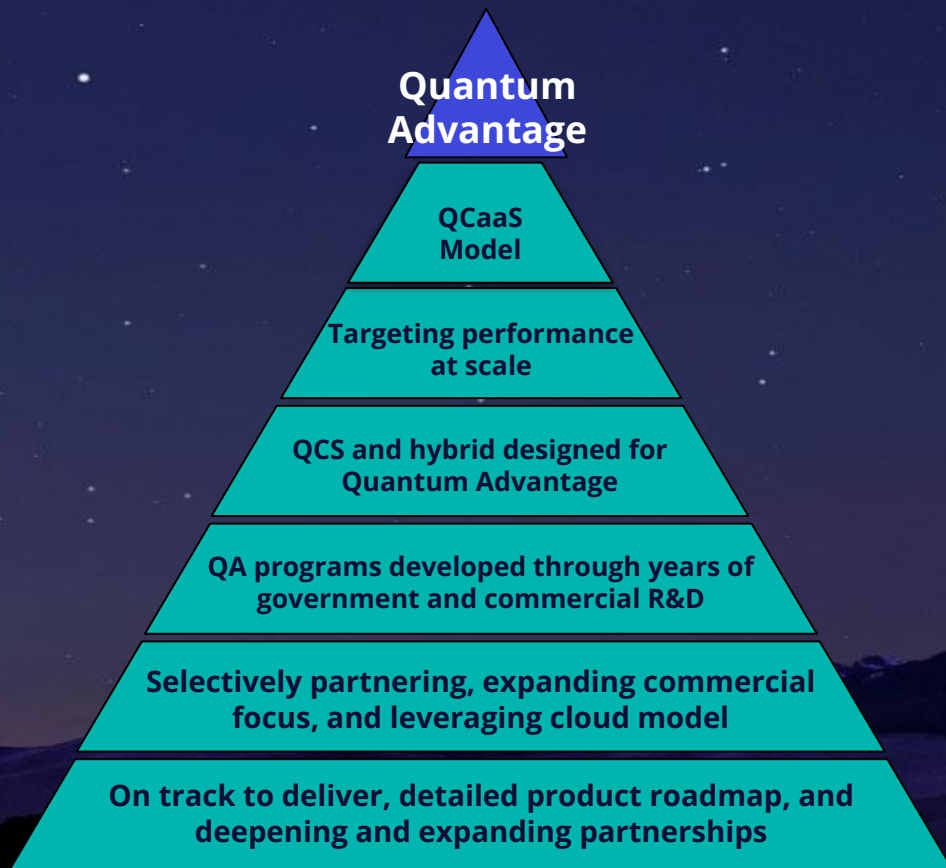 Quantum
Advantage
QCaaS
Model
Targeting performance
at scale
QCS and hybrid designed for
Quantum Advantage
QA programs developed through years of
government and commercial R&D
Selectively partnering, expanding commercial
focus, and leveraging cloud model
On track to deliver, detailed product roadmap, and
deepening and expanding partnerships